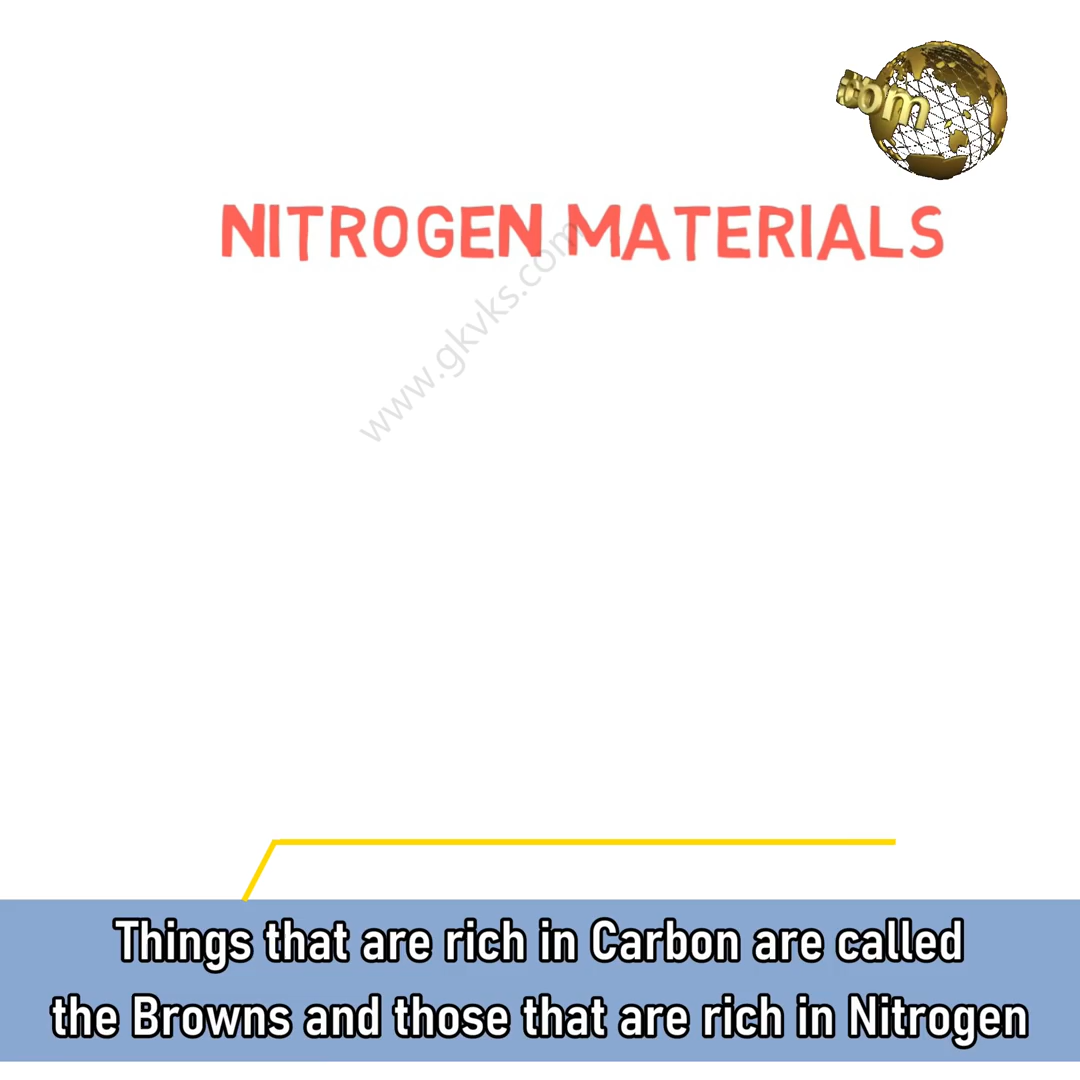 .com
NITROGEN MATERIALS
www.gkvks.com
Things that are rich in Carbon are called
the Browns and those that are rich in Nitrogen